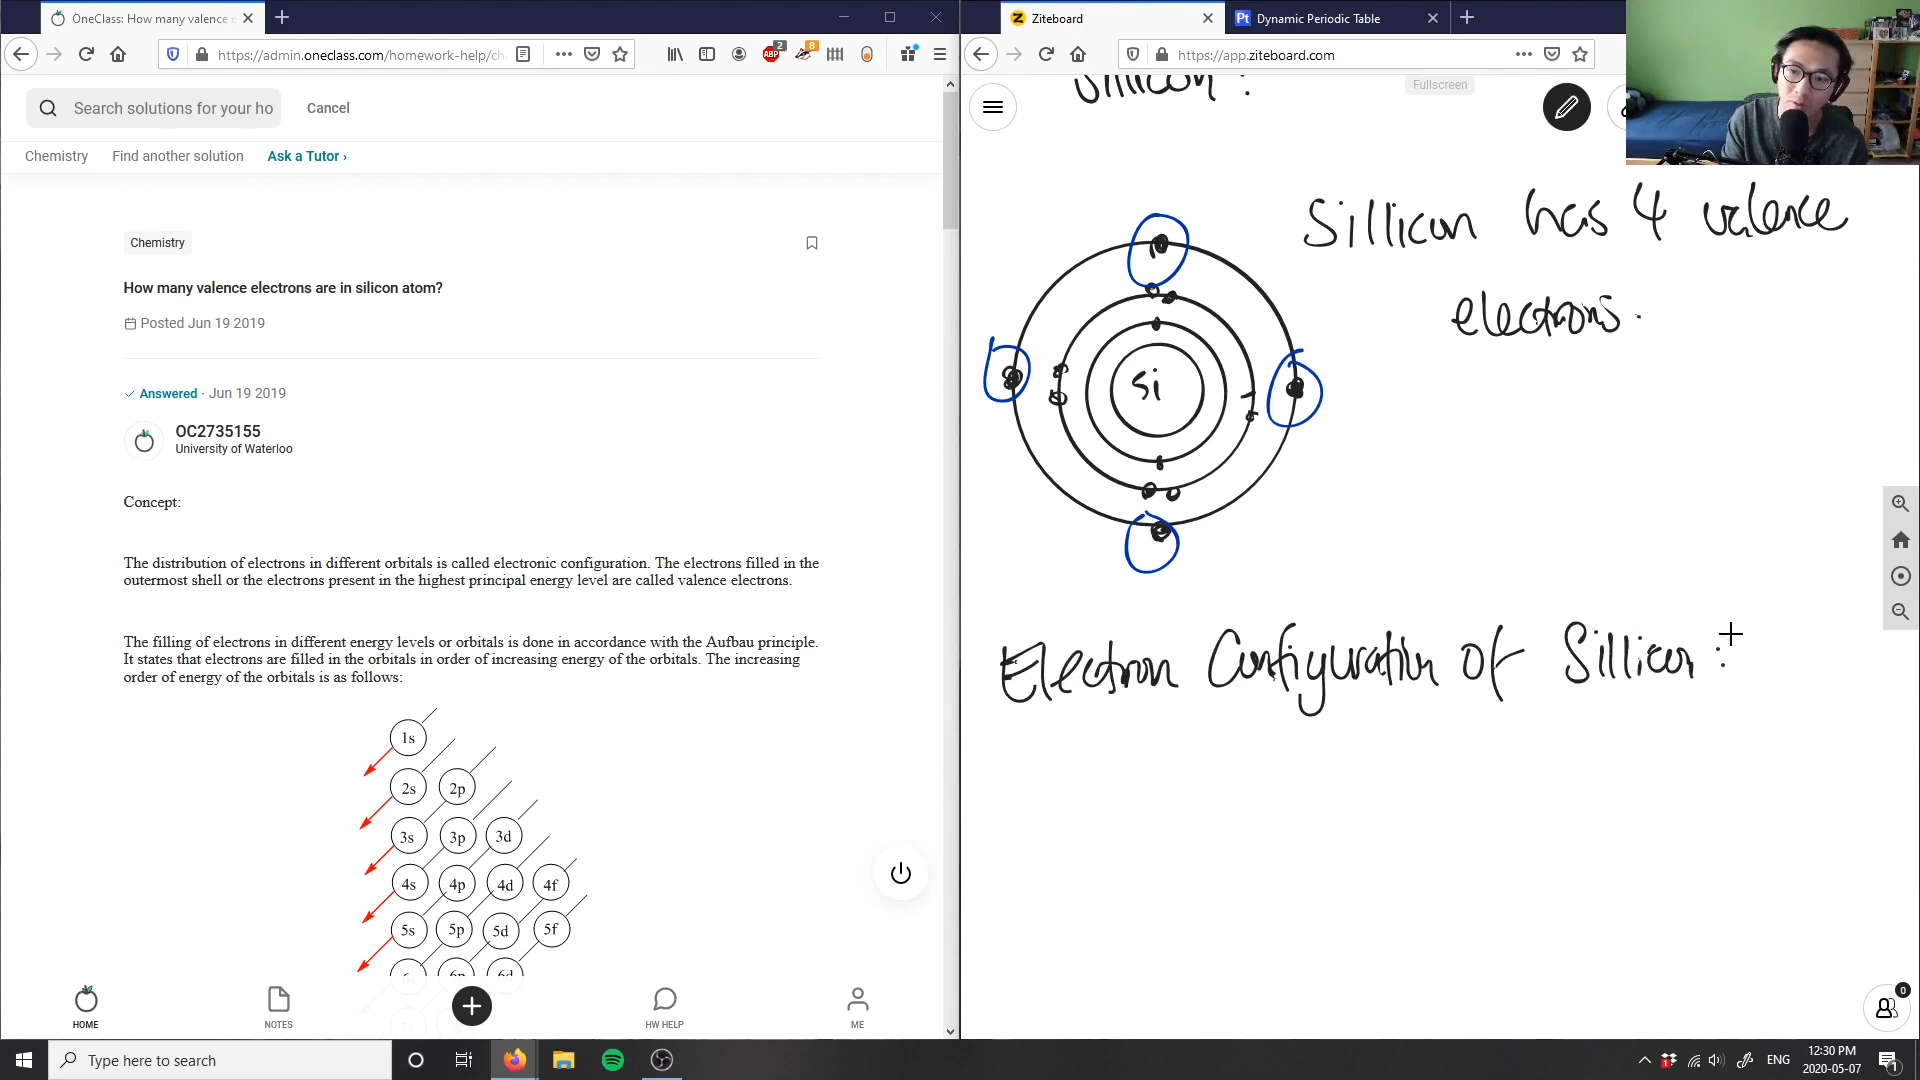 OneClass: How many valence e
Ziteboard
Dynamic Periodic Table
https://admin.oneclass.com/homework-help/ch
2
8
https://app.ziteboard.com
Search solutions for your ho
Cancel
Chemistry
Find another solution
Ask a Tutor ›
Chemistry
How many valence electrons are in silicon atom?
Posted Jun 19 2019
Answered · Jun 19 2019
OC2735155
University of Waterloo
Concept:
The distribution of electrons in different orbitals is called electronic configuration. The electrons filled in the
outermost shell or the electrons present in the highest principal energy level are called valence electrons.
The filling of electrons in different energy levels or orbitals is done in accordance with the Aufbau principle.
It states that electrons are filled in the orbitals in order of increasing energy of the orbitals. The increasing
order of energy of the orbitals is as follows:
1s
2s 2p
3s 3p 3d
4s 4p 4d 4f
5s 5p 5d 5f
6s 6p 6d
HOME
NOTES
HW HELP
ME
Fullscreen
Sillicon?
Sillicon has 4 valence
electrons.
Si
Electron Configuration of Sillicon:
0
Type here to search
ENG
12:30 PM
2020-05-07
1